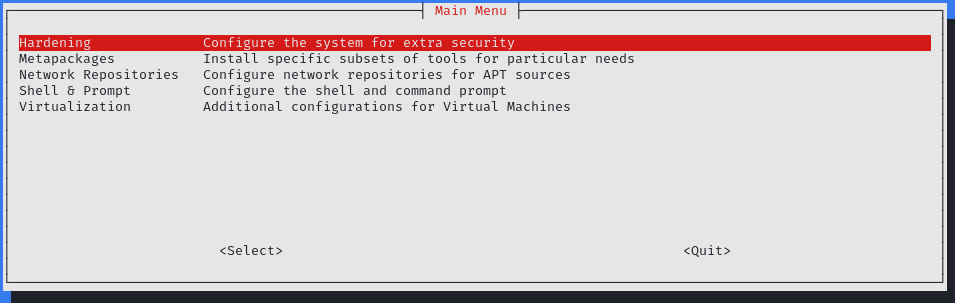 Main Menu
Hardening Configure the system for extra security
Metapackages Install specific subsets of tools for particular needs
Network Repositories Configure network repositories for APT sources
Shell & Prompt Configure the shell and command prompt
Virtualization Additional configurations for Virtual Machines
<Select> <Quit>